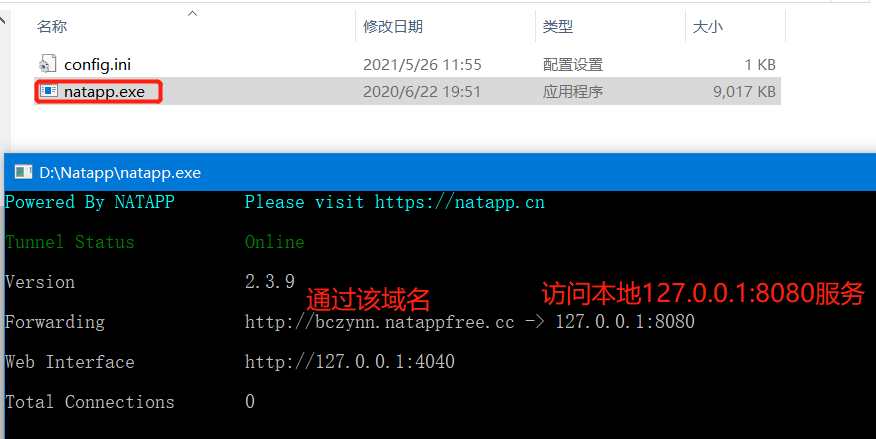 名称 修改日期 类型 大小
config.ini 2021/5/26 11:55 配置设置 1 KB
natapp.exe 2020/6/22 19:51 应用程序 9,017 KB
D:\Natapp\natapp.exe
Powered By NATAPP Please visit https://natapp.cn
Tunnel Status Online
Version 2.3.9
通过该域名 访问本地127.0.0.1:8080服务
Forwarding http://bczynn.natappfree.cc -> 127.0.0.1:8080
Web Interface http://127.0.0.1:4040
Total Connections 0